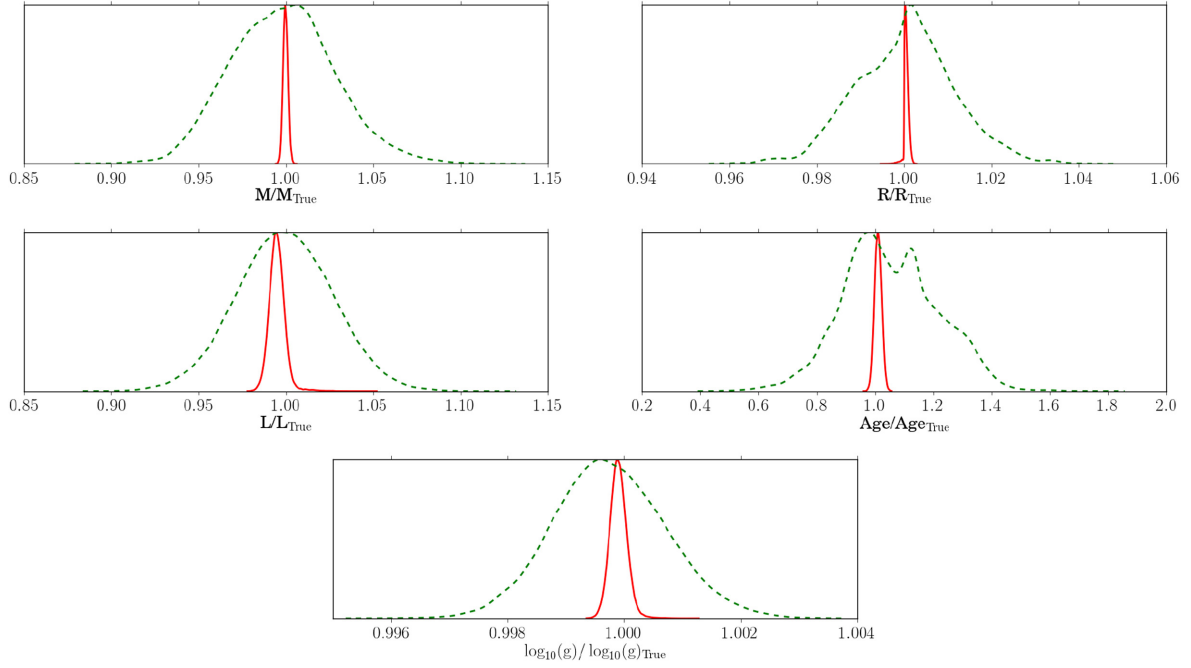 0.85 0.90 0.95 1.00 1.05 1.10 1.15
M/M_True
0.94 0.96 0.98 1.00 1.02 1.04 1.06
R/R_True
0.85 0.90 0.95 1.00 1.05 1.10 1.15
L/L_True
0.2 0.4 0.6 0.8 1.0 1.2 1.4 1.6 1.8 2.0
Age/Age_True
0.996 0.998 1.000 1.002 1.004
log_10(g)/ log_10(g)_True